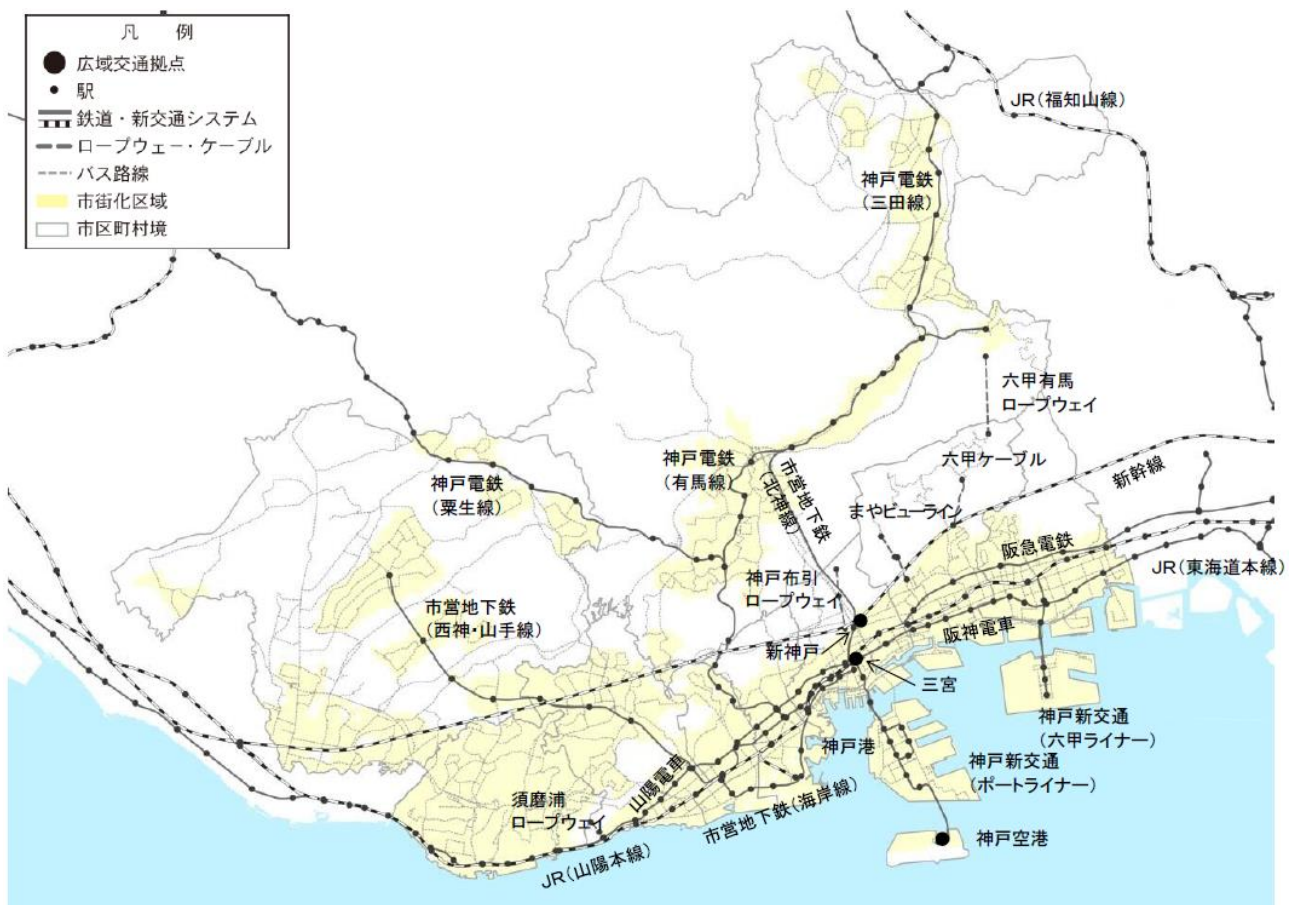 凡 例
広域交通拠点
駅
鉄道・新交通システム
ロープウェー・ケーブル
バス路線
市街化区域
市区町村境
JR(福知山線)
神戸電鉄
(三田線)
六甲有馬
ロープウェイ
神戸電鉄
(有馬線)
市営地下鉄
(北神線)
六甲ケーブル
新幹線
神戸電鉄
(粟生線)
まやビューライン
阪急電鉄
JR(東海道本線)
神戸布引
ロープウェイ
市営地下鉄
(西神・山手線)
阪神電車
新神戸
三宮
神戸新交通
(六甲ライナー)
神戸港
神戸新交通
(ポートライナー)
山陽電車
須磨浦
ロープウェイ
市営地下鉄(海岸線)
神戸空港
JR(山陽本線)